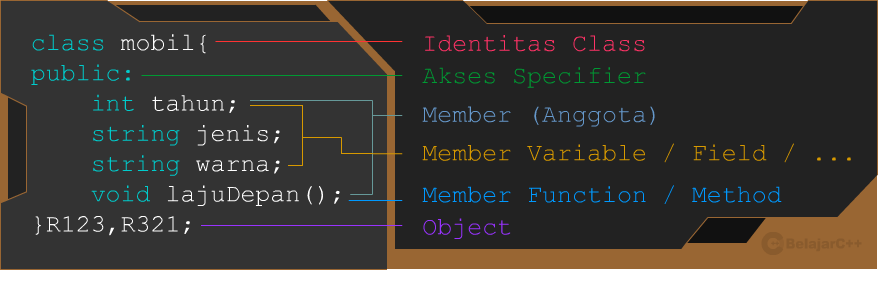 class mobil{
public:
int tahun;
string jenis;
string warna;
void lajuDepan();
}R123,R321;
Identitas Class
Akses Specifier
Member (Anggota)
Member Variable / Field / ...
Member Function / Method
Object
BelajarC++